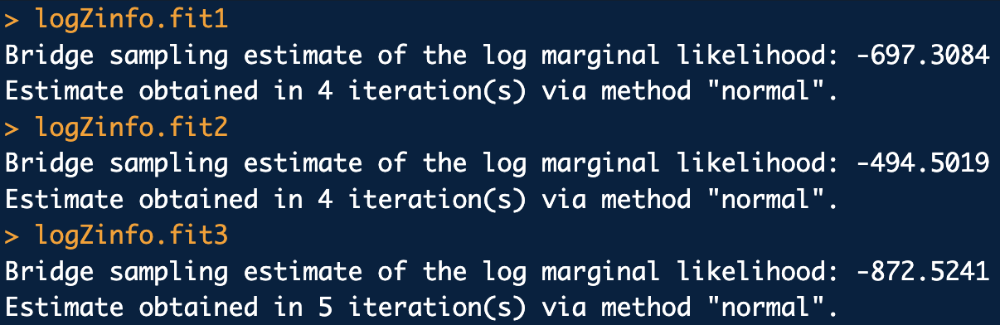 > logZinfo.fit1
Bridge sampling estimate of the log marginal likelihood: -697.3084
Estimate obtained in 4 iteration(s) via method "normal".
> logZinfo.fit2
Bridge sampling estimate of the log marginal likelihood: -494.5019
Estimate obtained in 4 iteration(s) via method "normal".
> logZinfo.fit3
Bridge sampling estimate of the log marginal likelihood: -872.5241
Estimate obtained in 5 iteration(s) via method "normal".